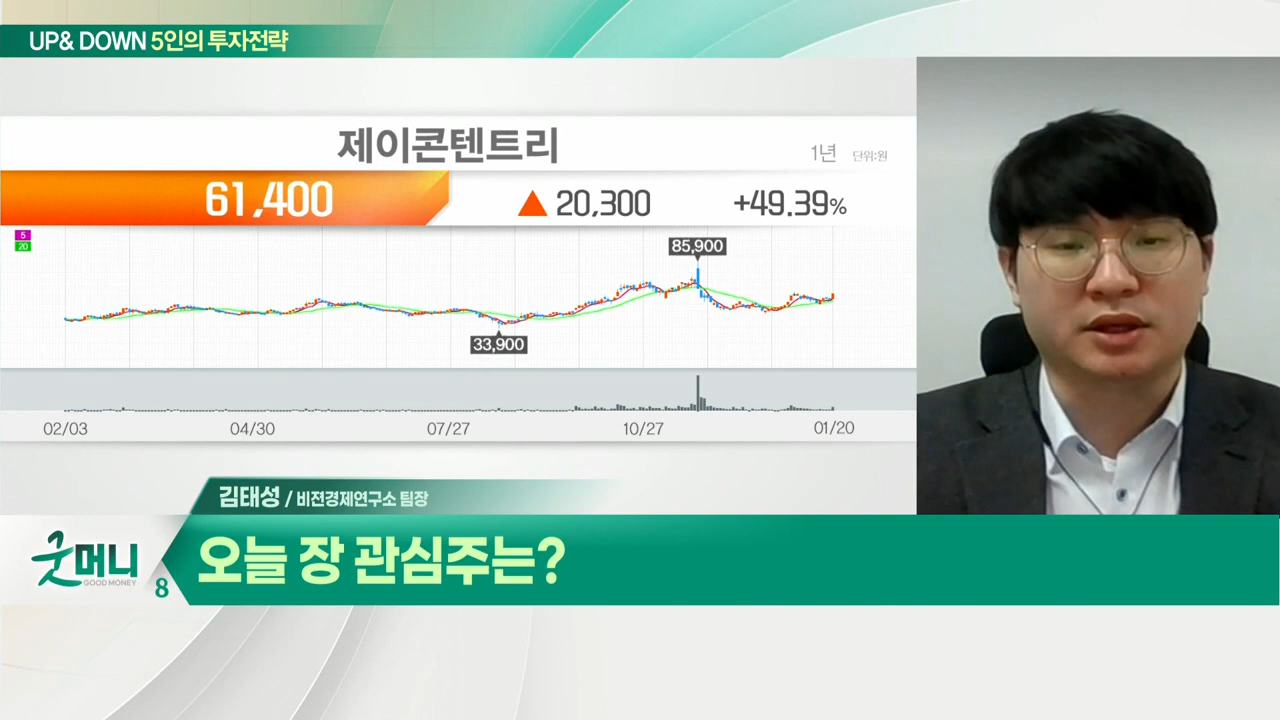 UP& DOWN 5인의 투자전략
제이콘텐트리
1년 단위:원
61,400 ▲ 20,300 +49.39%
5
20
85,900
33,900
02/03 04/30 07/27 10/27 01/20
김태성 / 비젼경제연구소 팀장
굿머니
GOOD MONEY
8
오늘 장 관심주는?